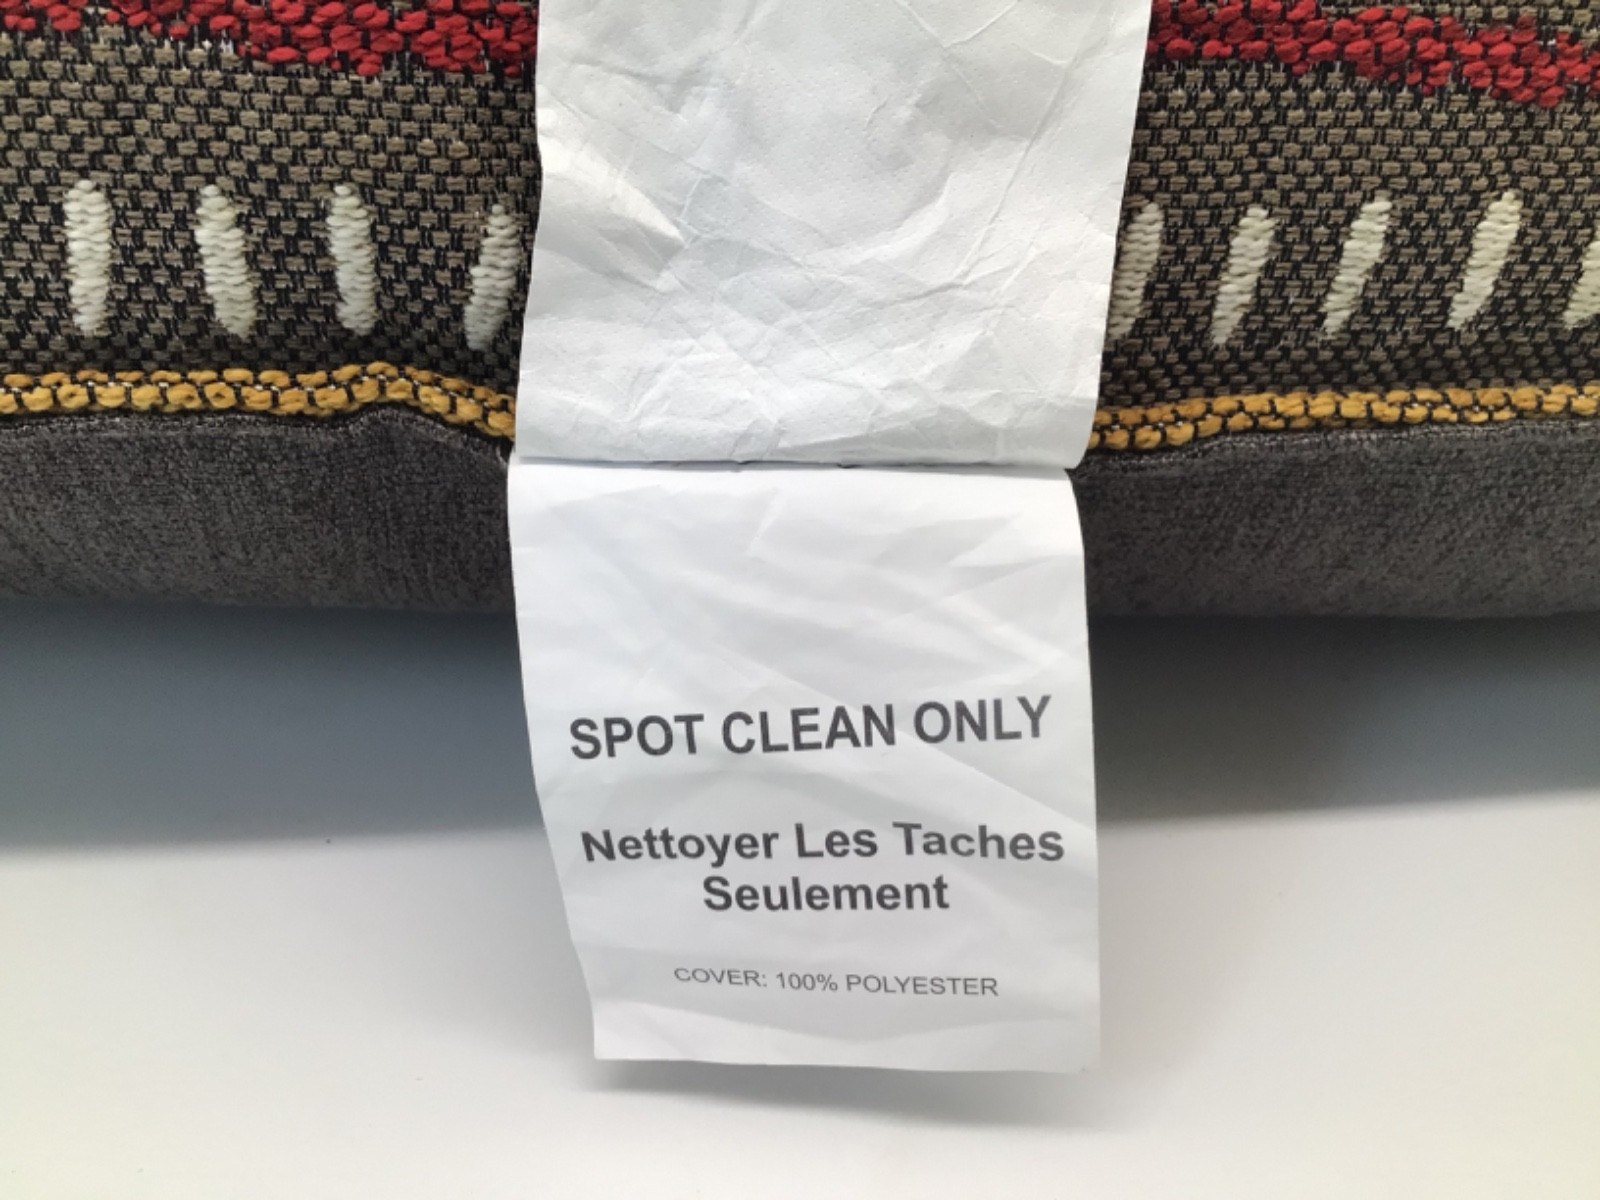 SPOT CLEAN ONLY
Nettoyer Les Taches
Seulement
COVER: 100% POLYESTER